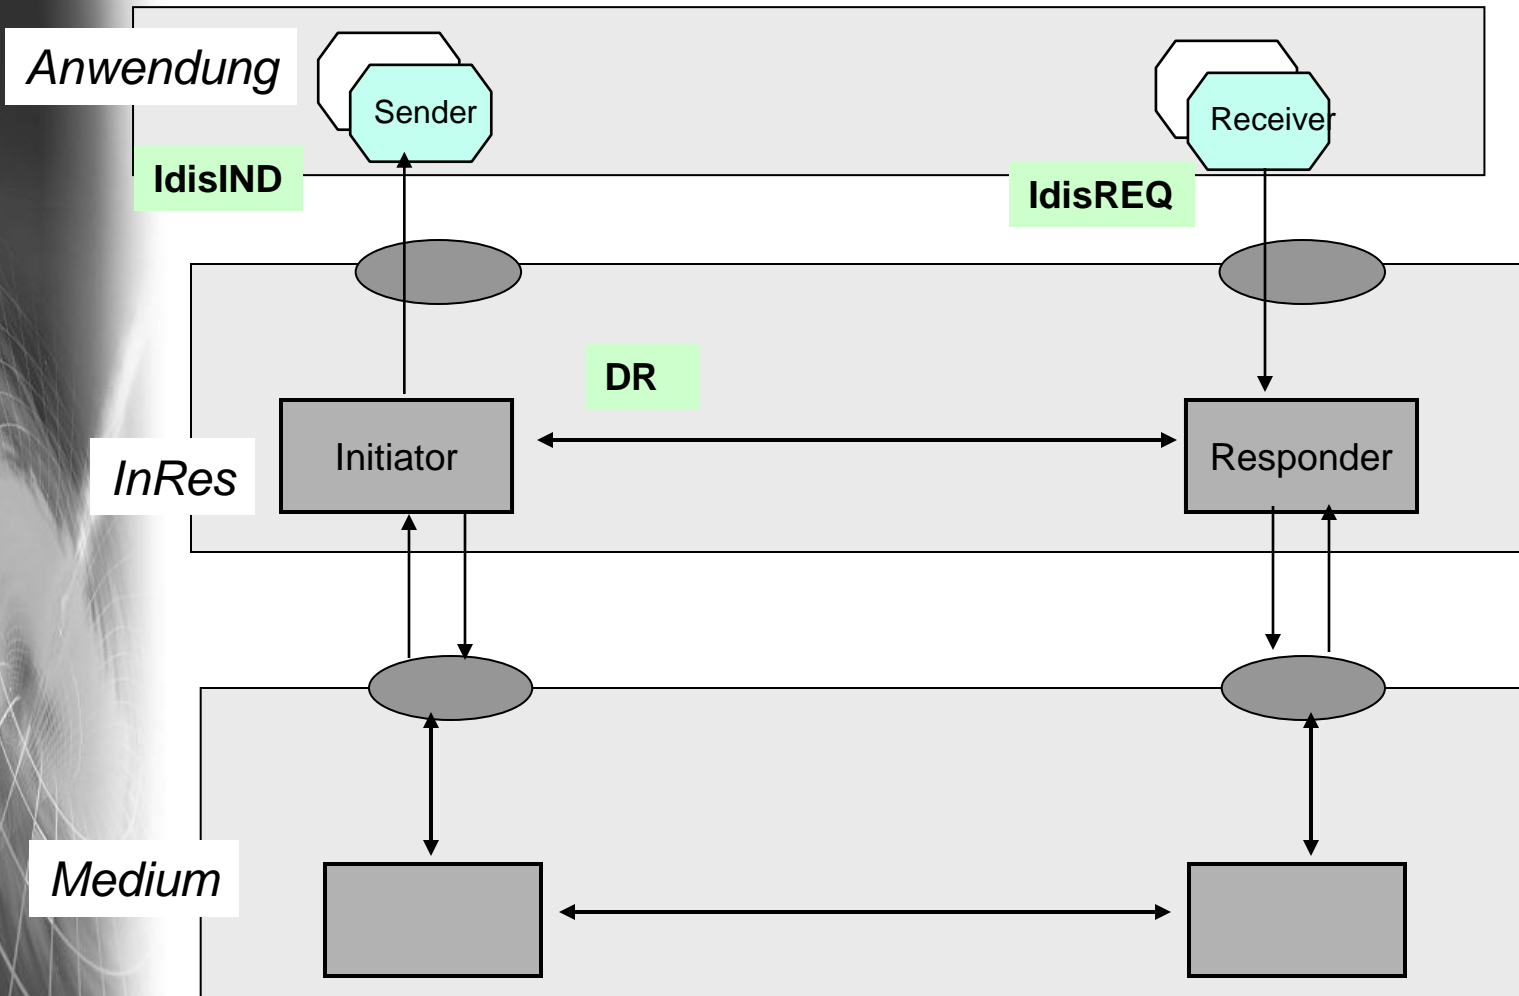 Anwendung
Sender
Receiver
IdisIND
IdisREQ
DR
Initiator
Responder
InRes
Medium